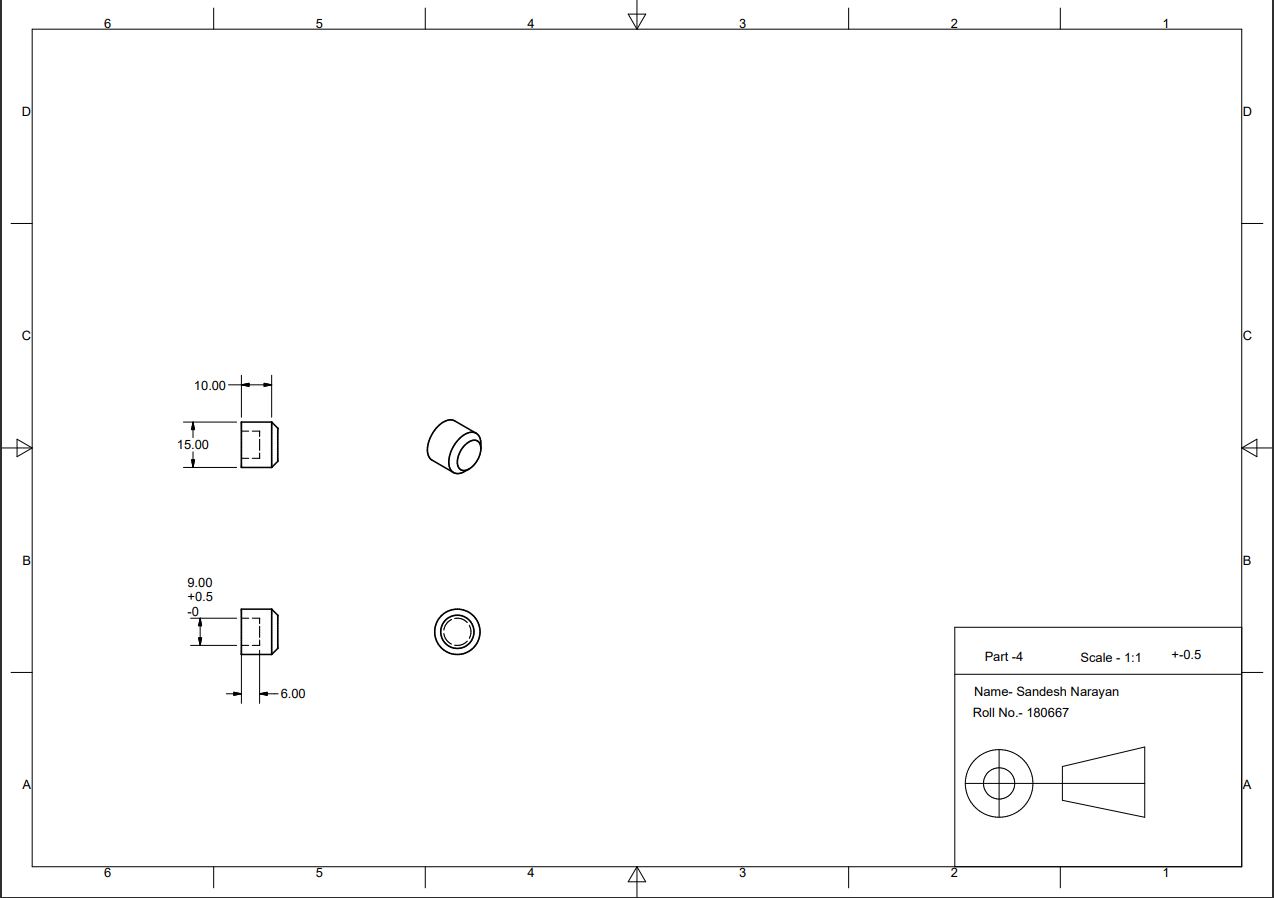 6 5 4 3 2 1
D D
C C
10.00
15.00
B B
9.00
+0.5
-0
6.00
Part -4 Scale - 1:1 +-0.5
Name- Sandesh Narayan
Roll No.- 180667
A A
6 5 4 3 2 1